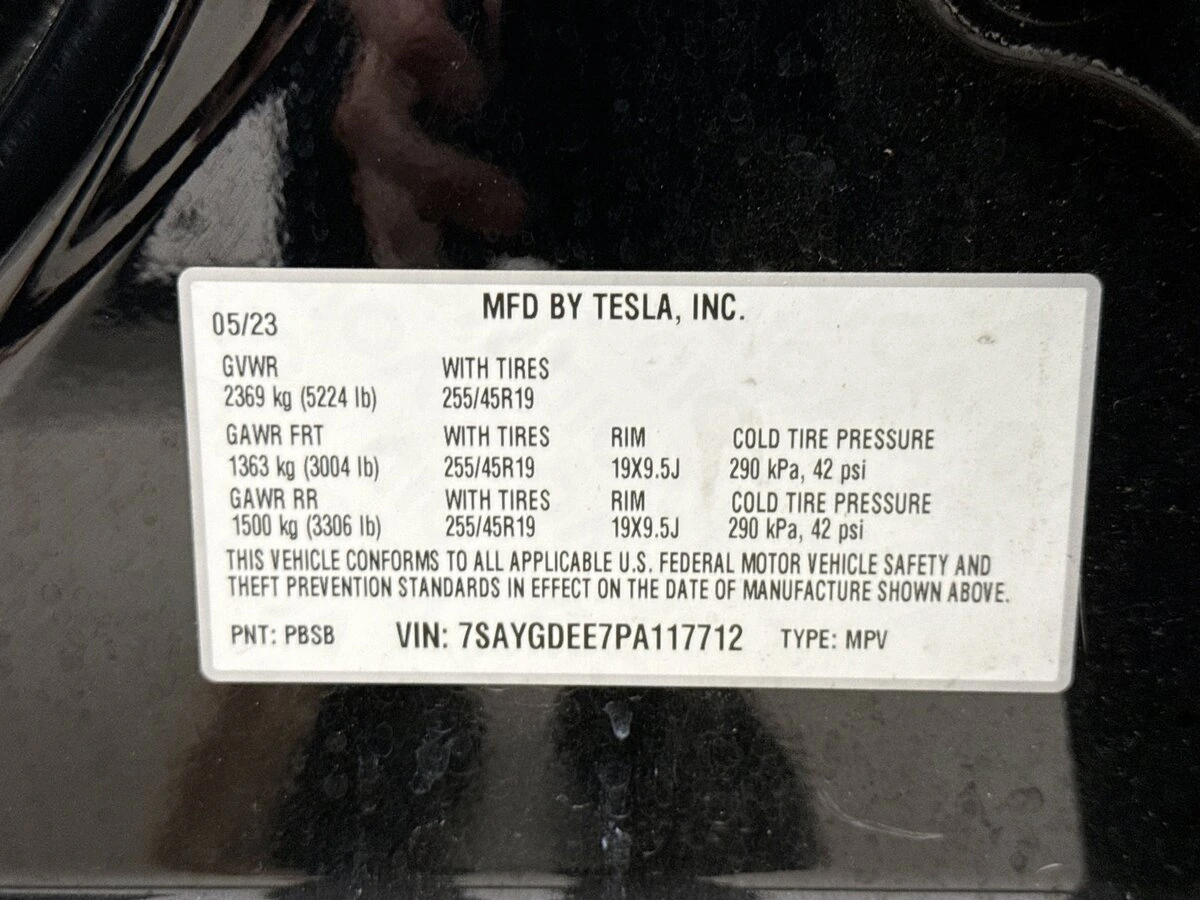 MFD BY TESLA, INC.
05/23
GVWR WITH TIRES
2369 kg (5224 lb) 255/45R19
GAWR FRT WITH TIRES RIM COLD TIRE PRESSURE
1363 kg (3004 lb) 255/45R19 19X9.5J 290 kPa, 42 psi
GAWR RR WITH TIRES RIM COLD TIRE PRESSURE
1500 kg (3306 lb) 255/45R19 19X9.5J 290 kPa, 42 psi
THIS VEHICLE CONFORMS TO ALL APPLICABLE U.S. FEDERAL MOTOR VEHICLE SAFETY AND
THEFT PREVENTION STANDARDS IN EFFECT ON THE DATE OF MANUFACTURE SHOWN ABOVE.
PNT: PBSB VIN: 7SAYGDEE7PA117712 TYPE: MPV